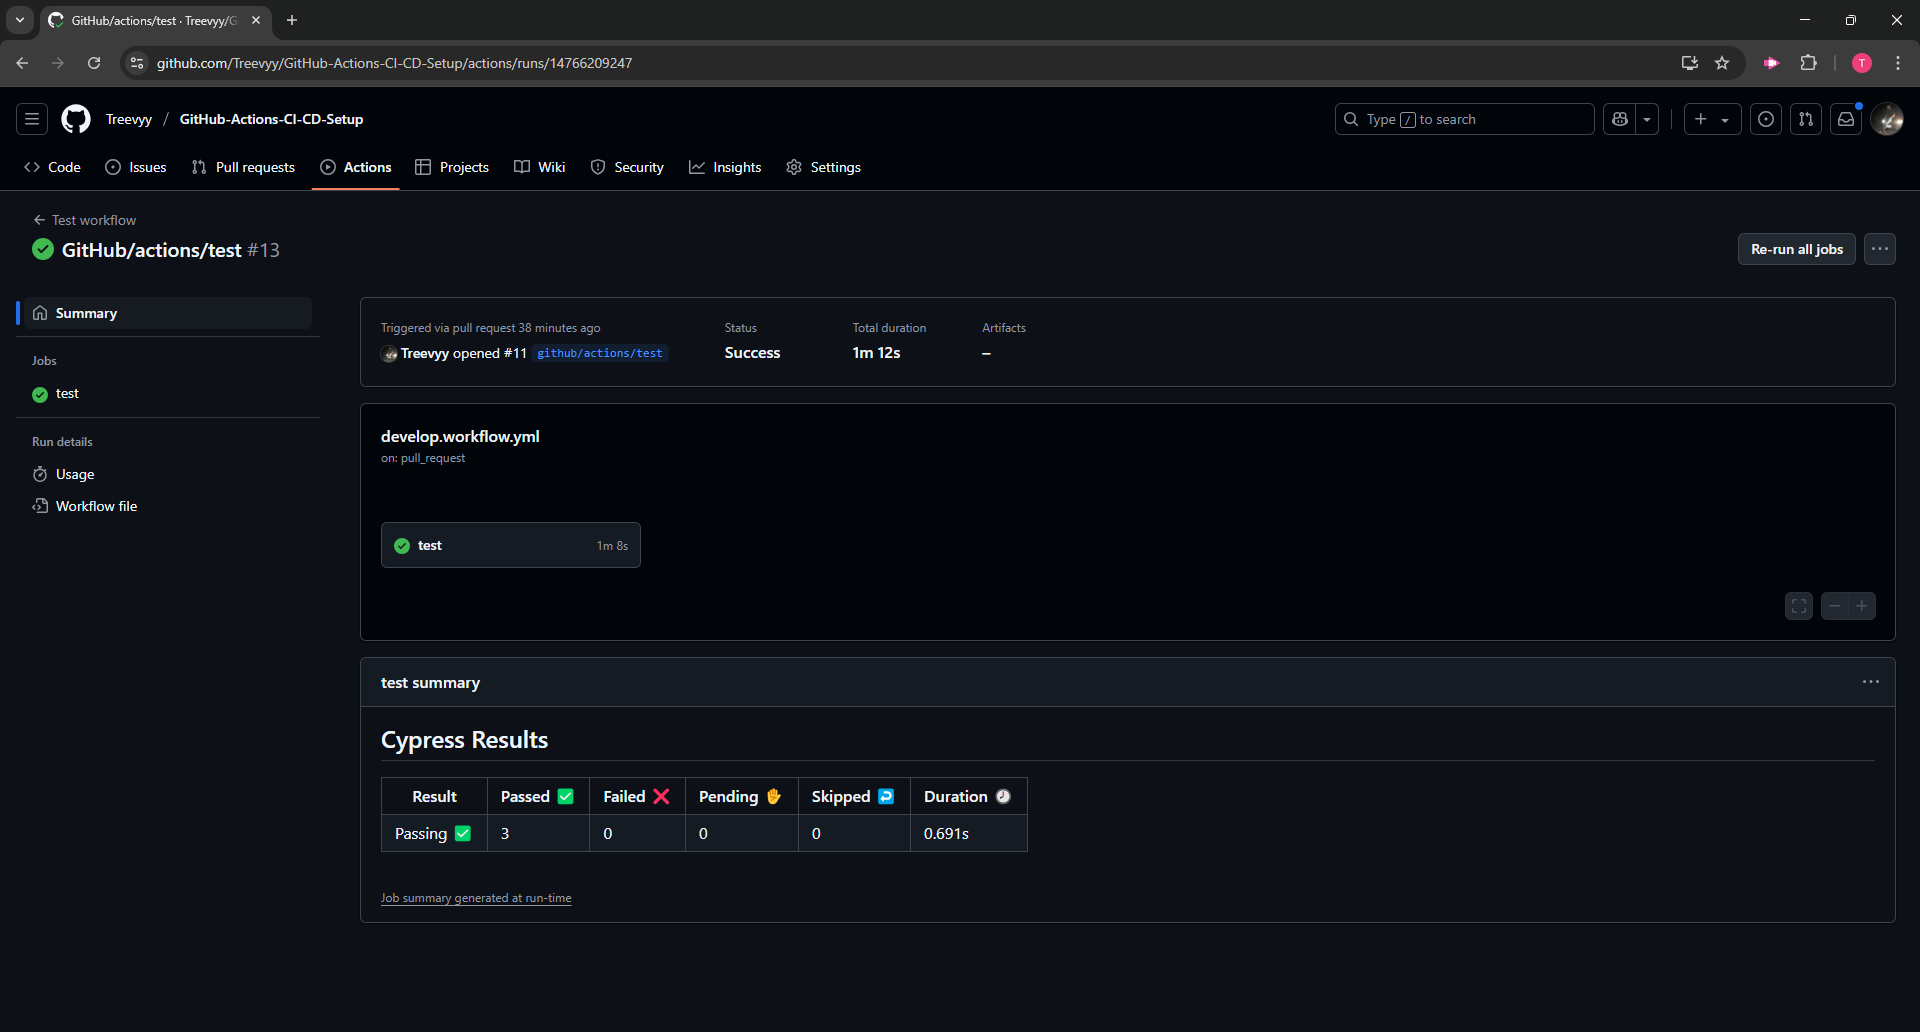 GitHub/actions/test · Treevyy/G
github.com/Treevyy/GitHub-Actions-CI-CD-Setup/actions/runs/14766209247
T
Treevyy / GitHub-Actions-CI-CD-Setup
Type / to search
Code Issues Pull requests Actions Projects Wiki Security Insights Settings
Test workflow
GitHub/actions/test #13
Re-run all jobs
Summary
Jobs
test
Run details
Usage
Workflow file
Triggered via pull request 38 minutes ago
Treevyy opened #11 github/actions/test
Status
Success
Total duration
1m 12s
Artifacts
–
develop.workflow.yml
on: pull_request
test 1m 8s
test summary
Cypress Results
Result Passed ✅ Failed ❌ Pending ✋ Skipped ↩️ Duration 🕗
Passing ✅ 3 0 0 0 0.691s
Job summary generated at run-time